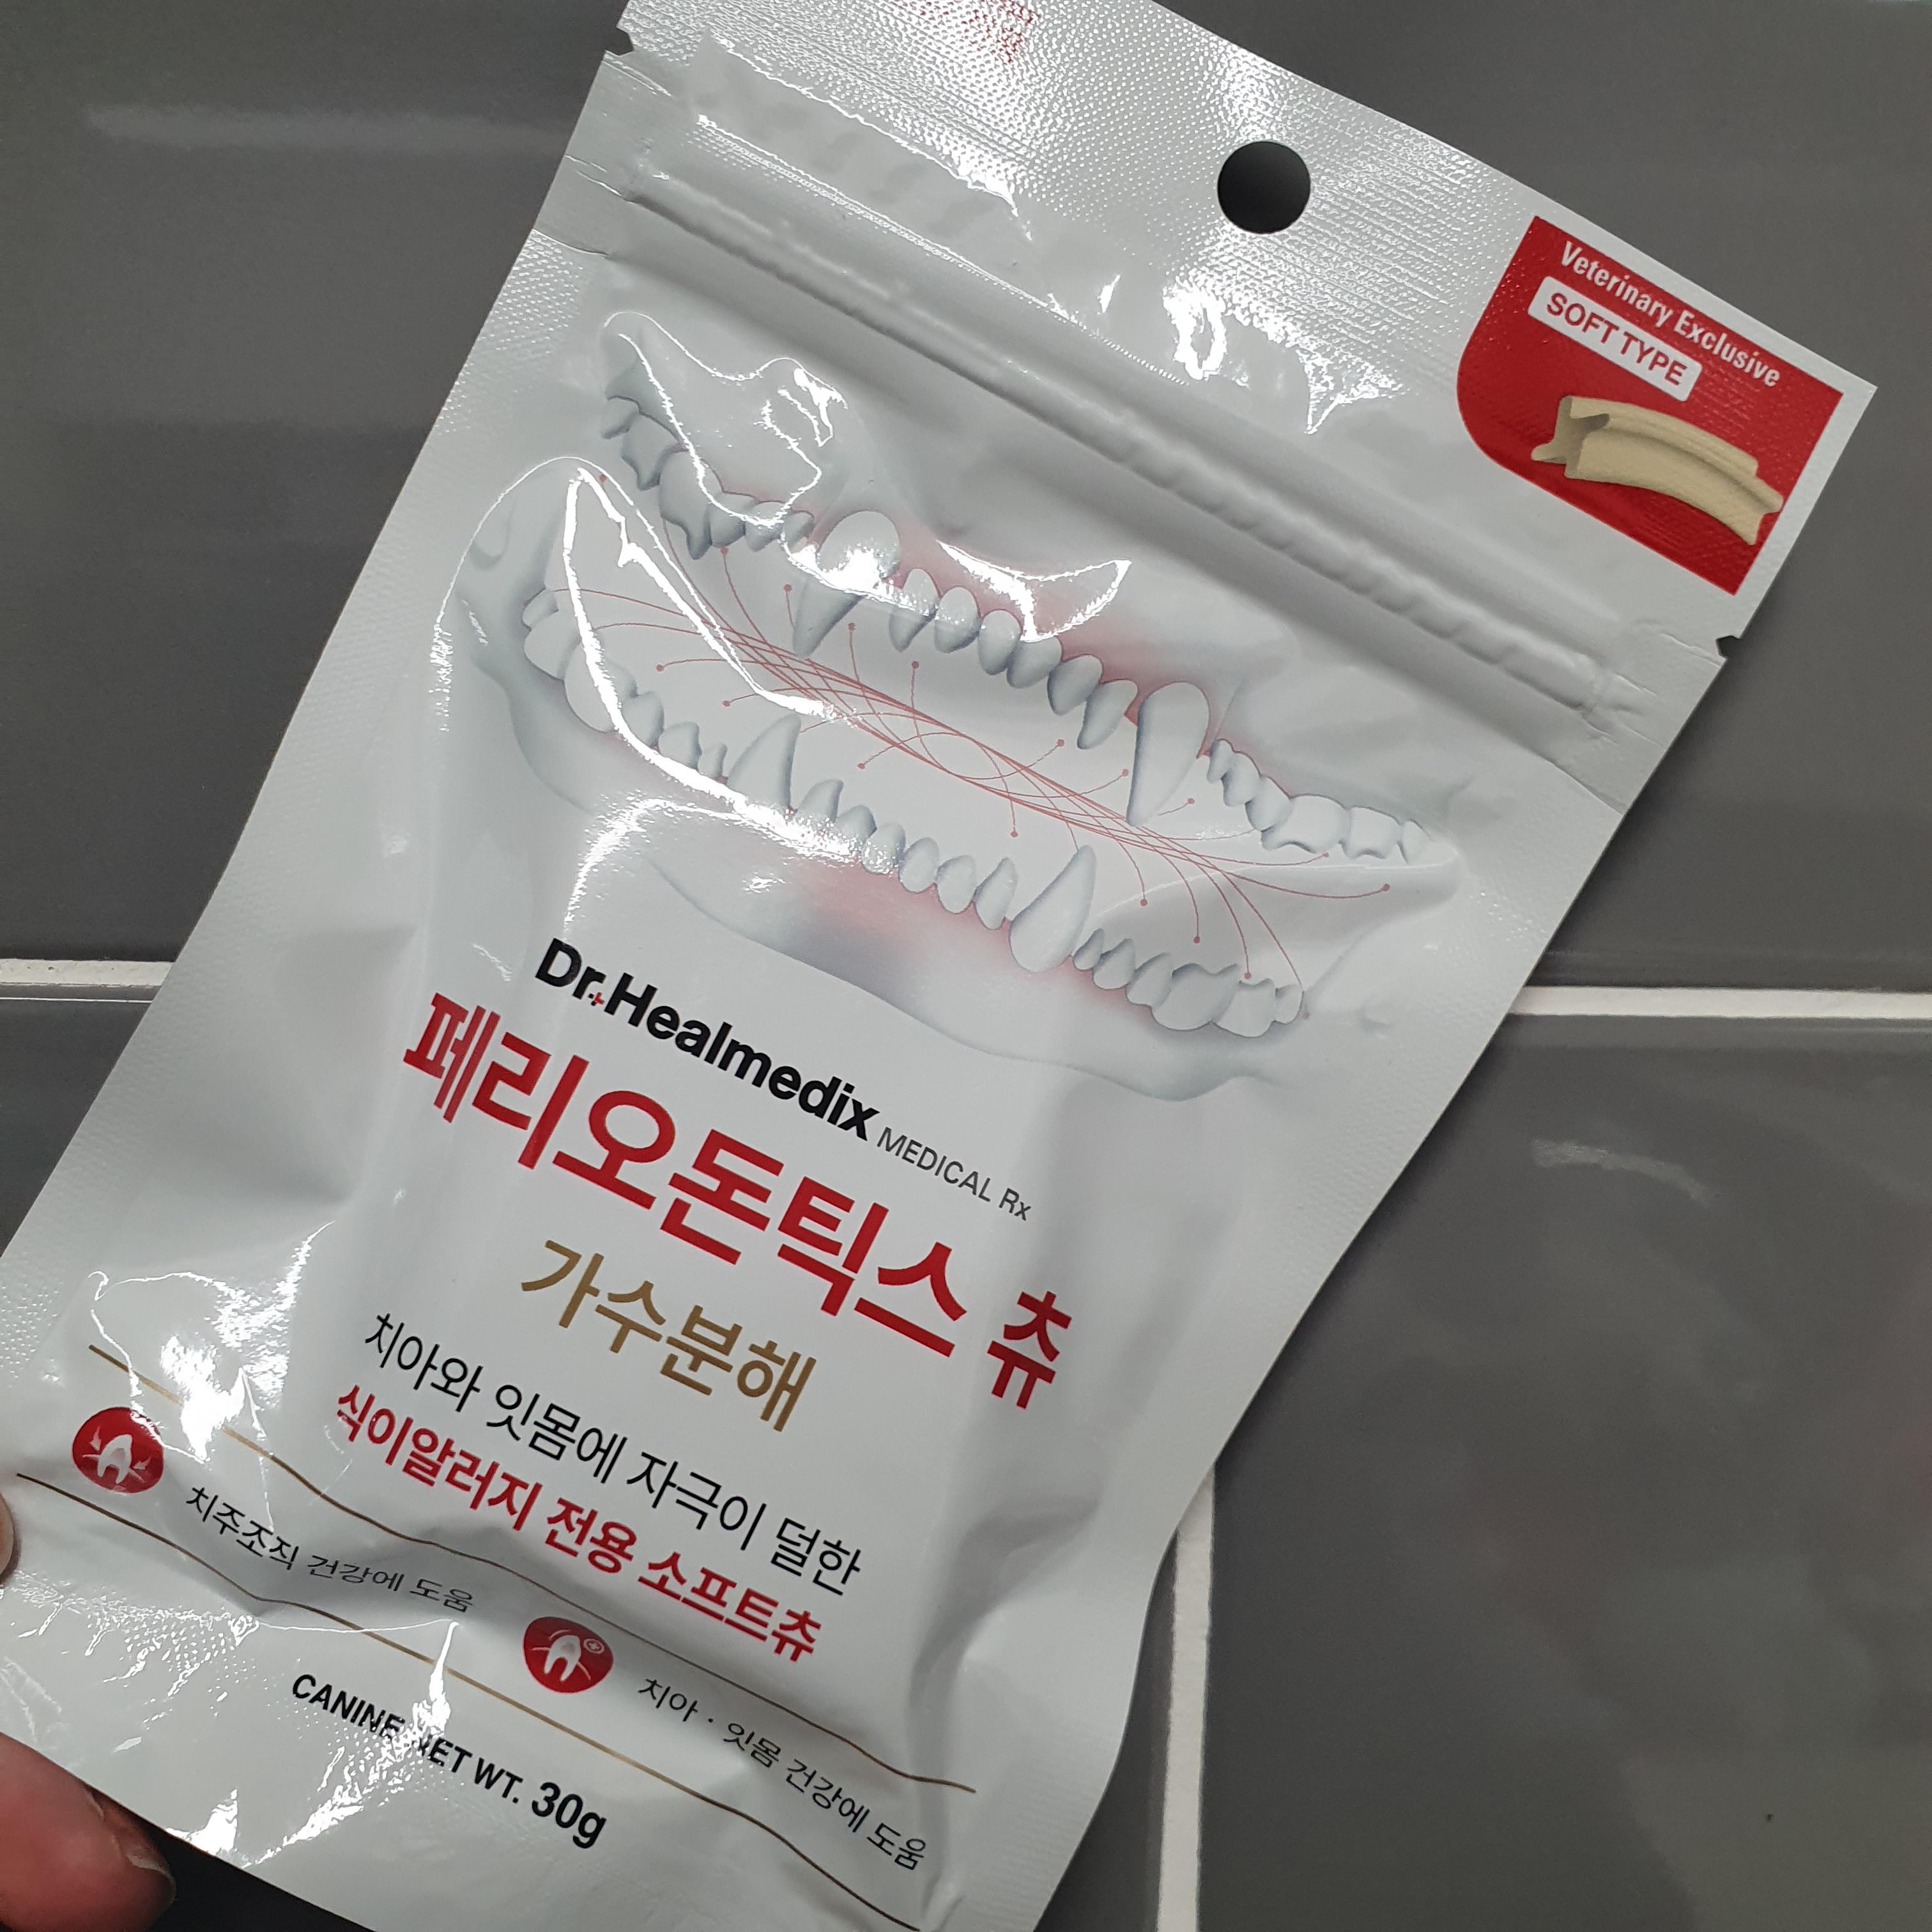 Veterinary Exclusive
SOFT TYPE
Dr.Healmedix MEDICAL Rx
페리오돈틱스 츄
가수분해
치아와 잇몸에 자극이 덜한
식이알러지 전용 소프트츄
치주조직 건강에 도움
치아 · 잇몸 건강에 도움
CANINE NET WT. 30g